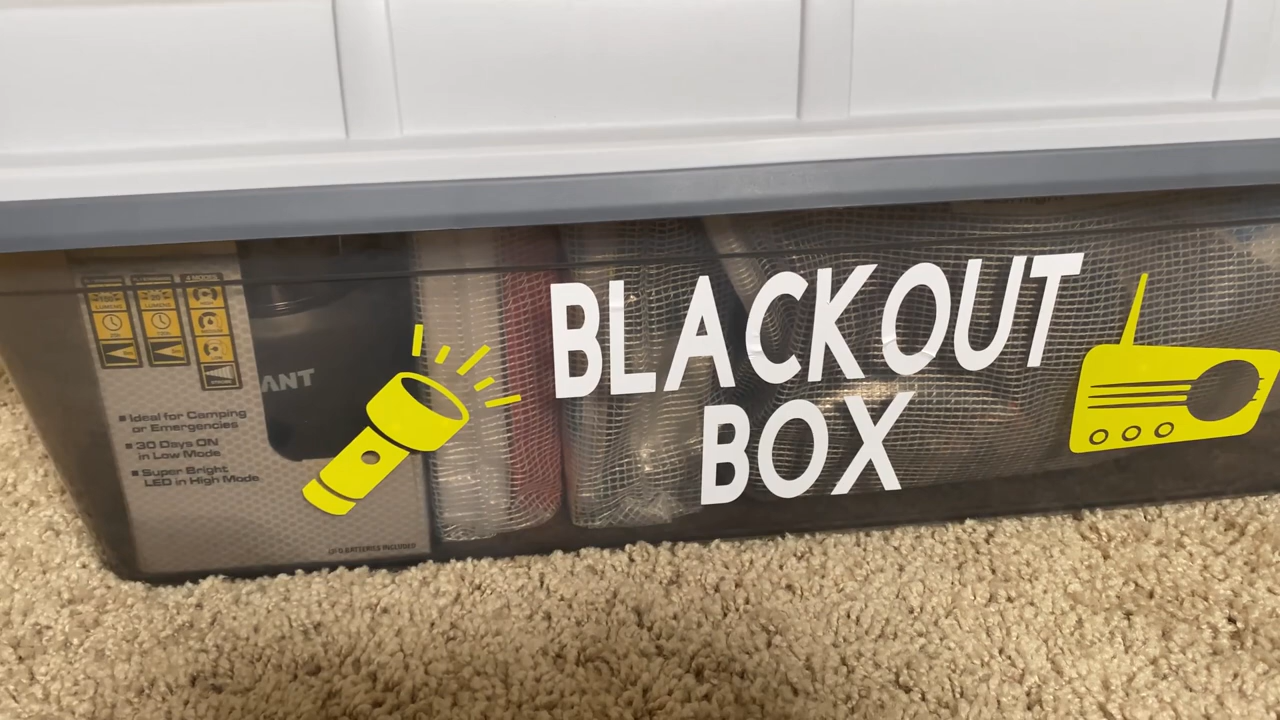 BLACKOUT
BOX
ANT
Ideal for Camping
or Emergencies
30 Days ON
in Low Mode
Super Bright
LED in High Mode